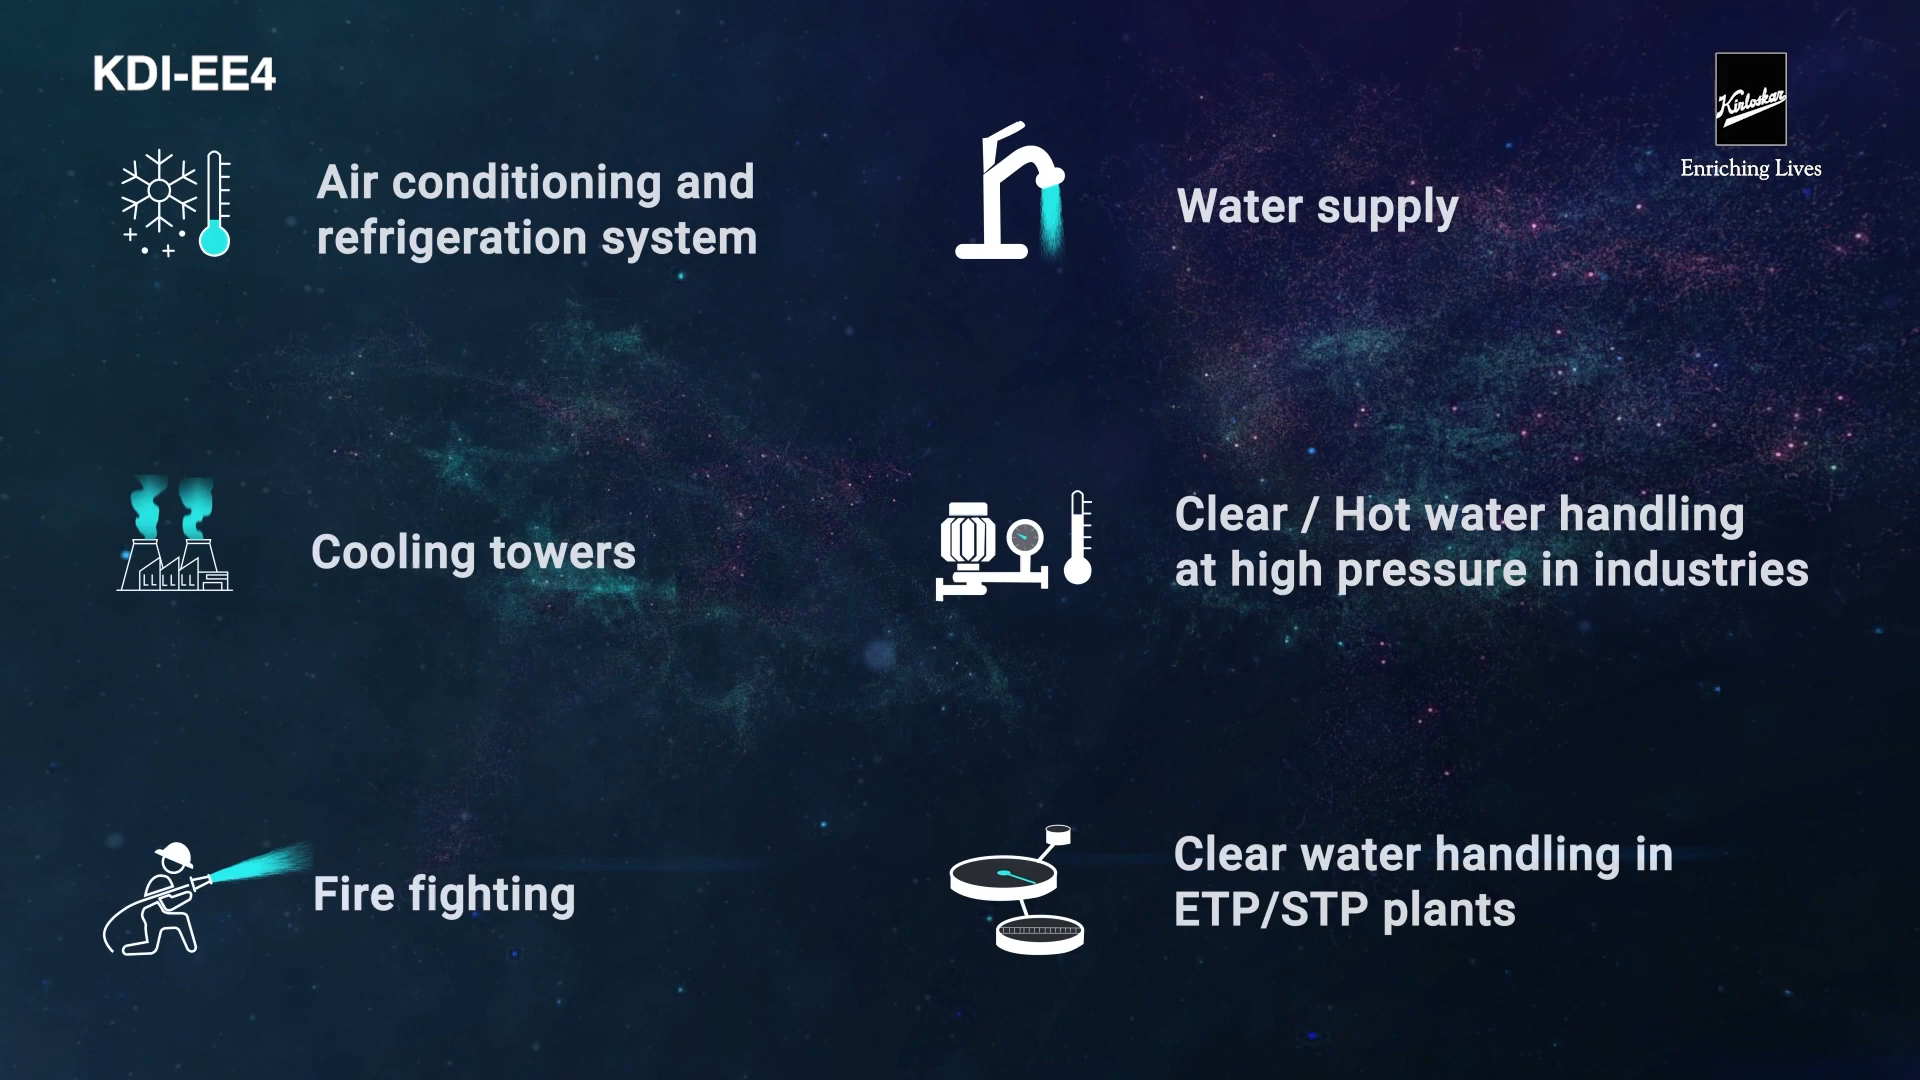 KDI-EE4
Kirloskar
Enriching Lives
Air conditioning and
refrigeration system
Water supply
Cooling towers
Clear / Hot water handling
at high pressure in industries
Fire fighting
Clear water handling in
ETP/STP plants